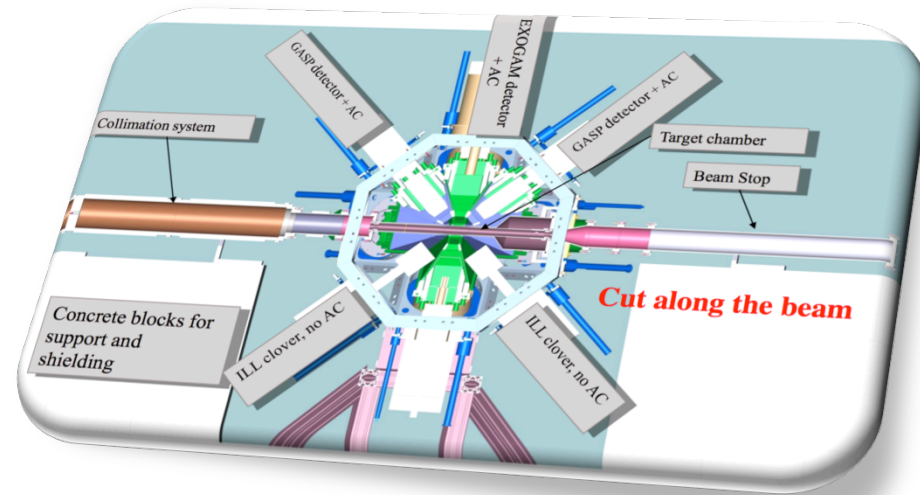 GASP detector + AC
EXOGAM detector
+ AC
GASP detector + AC
Collimation system
Target chamber
Beam Stop
Cut along the beam
Concrete blocks for
support and
shielding
ILL clover, no AC
ILL clover, no AC